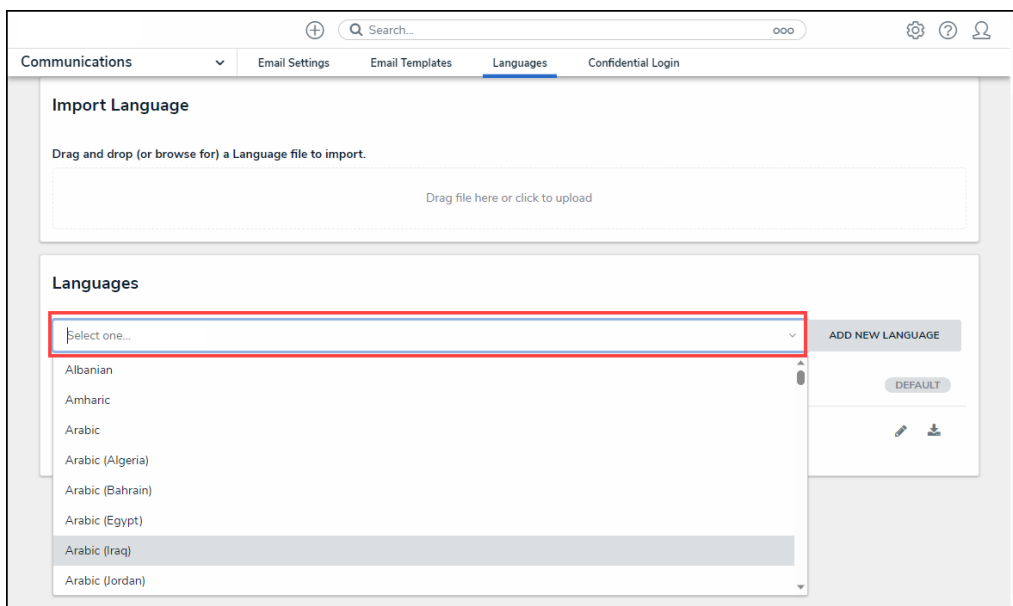 Search...
Communications Email Settings Email Templates Languages Confidential Login
Import Language
Drag and drop (or browse for) a Language file to import.
Drag file here or click to upload
Languages
Select one... ADD NEW LANGUAGE
Albanian
DEFAULT
Amharic
Arabic
Arabic (Algeria)
Arabic (Bahrain)
Arabic (Egypt)
Arabic (Iraq)
Arabic (Jordan)